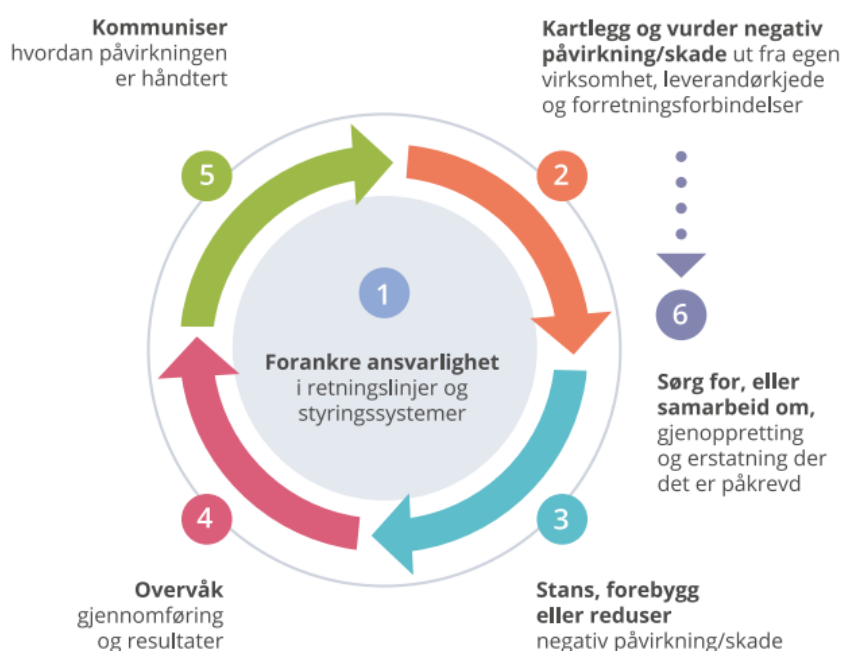 Kommuniser
hvordan påvirkningen
er håndtert
5
Kartlegg og vurder negativ
påvirkning/skade ut fra egen
virksomhet, leverandørkjede
og forretningsforbindelser
2
1
Forankre ansvarlighet
i retningslinjer og
styringssystemer
6
Sørg for, eller
samarbeid om,
gjenoppretting
og erstatning der
det er påkrevd
4
Overvåk
gjennomføring
og resultater
3
Stans, forebygg
eller reduser
negativ påvirkning/skade